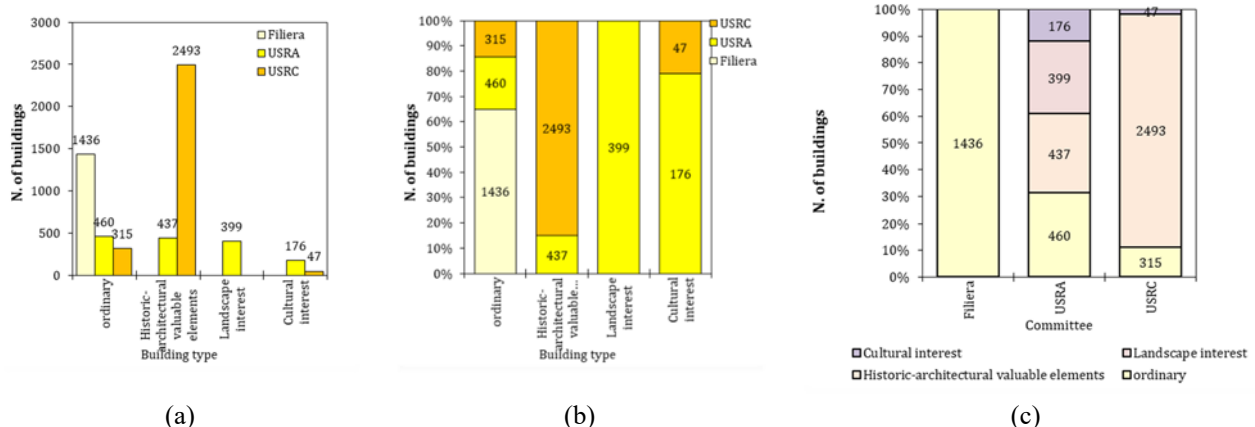 3000
2500
2000
1500
1000
500
0
N. of buildings
Filiera
USRA
USRC
1436
460
315
437
2493
399
176
47
ordinary
Historic-
architectural
valuable
elements
Landscape
interest
Cultural
interest
Building type
(a)
100%
90%
80%
70%
60%
50%
40%
30%
20%
10%
0%
N. of buildings
USRC
USRA
Filiera
315
460
1436
2493
437
399
47
176
ordinary
Historic-
architectural
valuable...
Landscape
interest
Cultural
interest
Building type
(b)
100%
90%
80%
70%
60%
50%
40%
30%
20%
10%
0%
N. of buildings
1436
176
399
437
460
47
2493
315
Filiera
USRA
USRC
Committee
Cultural interest
Landscape interest
Historic-architectural valuable elements
ordinary
(c)